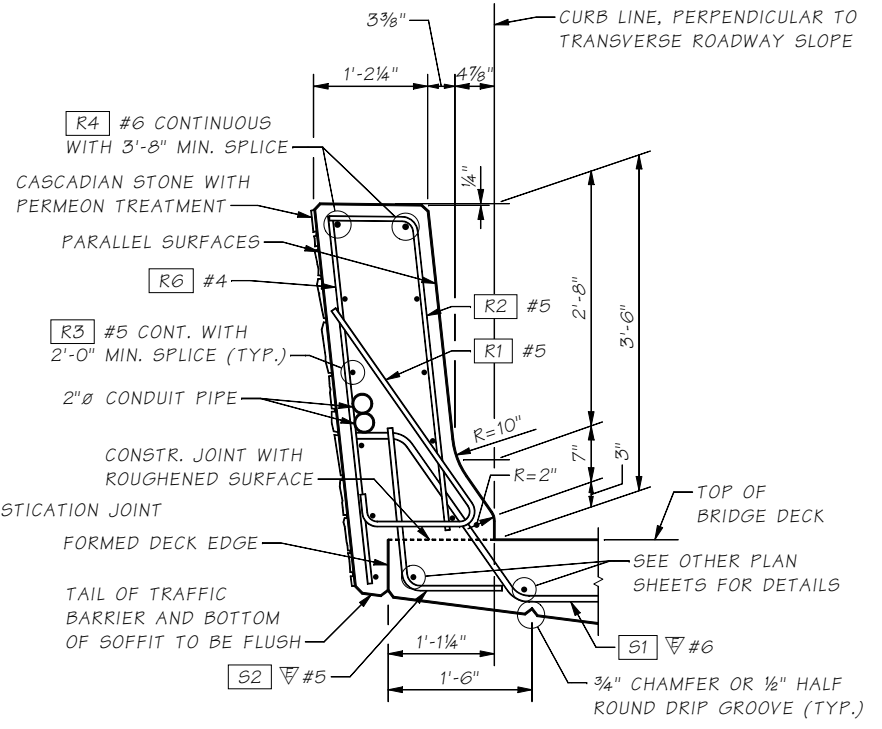 3⅜"
CURB LINE, PERPENDICULAR TO
TRANSVERSE ROADWAY SLOPE
1'-2¼"
4⅞"
R4 #6 CONTINUOUS
WITH 3'-8" MIN. SPLICE
¼"
CASCADIAN STONE WITH
PERMEON TREATMENT
PARALLEL SURFACES
R6 #4
R2 #5
2'-8"
3'-6"
R3 #5 CONT. WITH
2'-0" MIN. SPLICE (TYP.)
R1 #5
2"ø CONDUIT PIPE
R=10"
CONSTR. JOINT WITH
ROUGHENED SURFACE
7"
3"
R=2"
STICATION JOINT
TOP OF
BRIDGE DECK
FORMED DECK EDGE
SEE OTHER PLAN
SHEETS FOR DETAILS
TAIL OF TRAFFIC
BARRIER AND BOTTOM
OF SOFFIT TO BE FLUSH
1'-1¼"
S1 E #6
S2 E #5
1'-6"
¾" CHAMFER OR ½" HALF
ROUND DRIP GROOVE (TYP.)